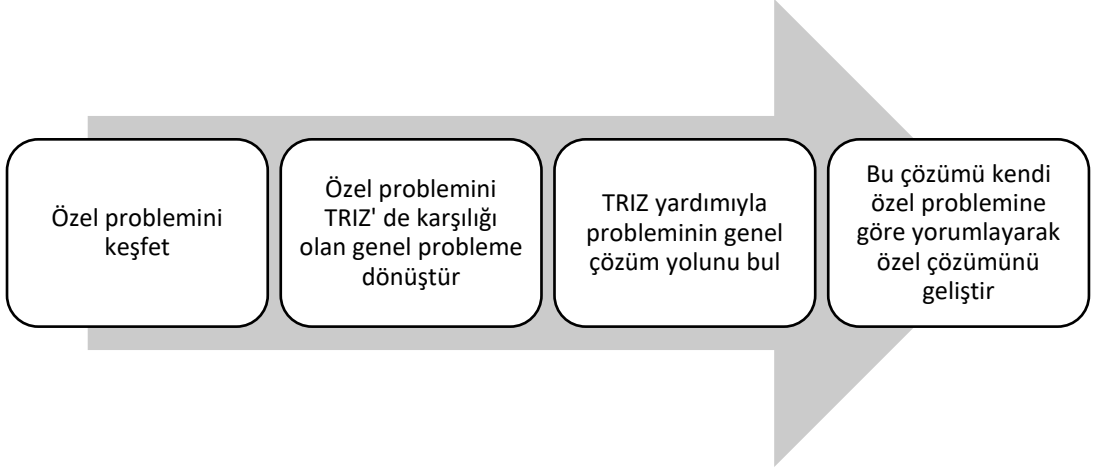 Özel problemini
keşfet
Özel problemini
TRIZ' de karşılığı
olan genel probleme
dönüştür
TRIZ yardımıyla
probleminin genel
çözüm yolunu bul
Bu çözümü kendi
özel problemine
göre yorumlayarak
özel çözümünü
geliştir